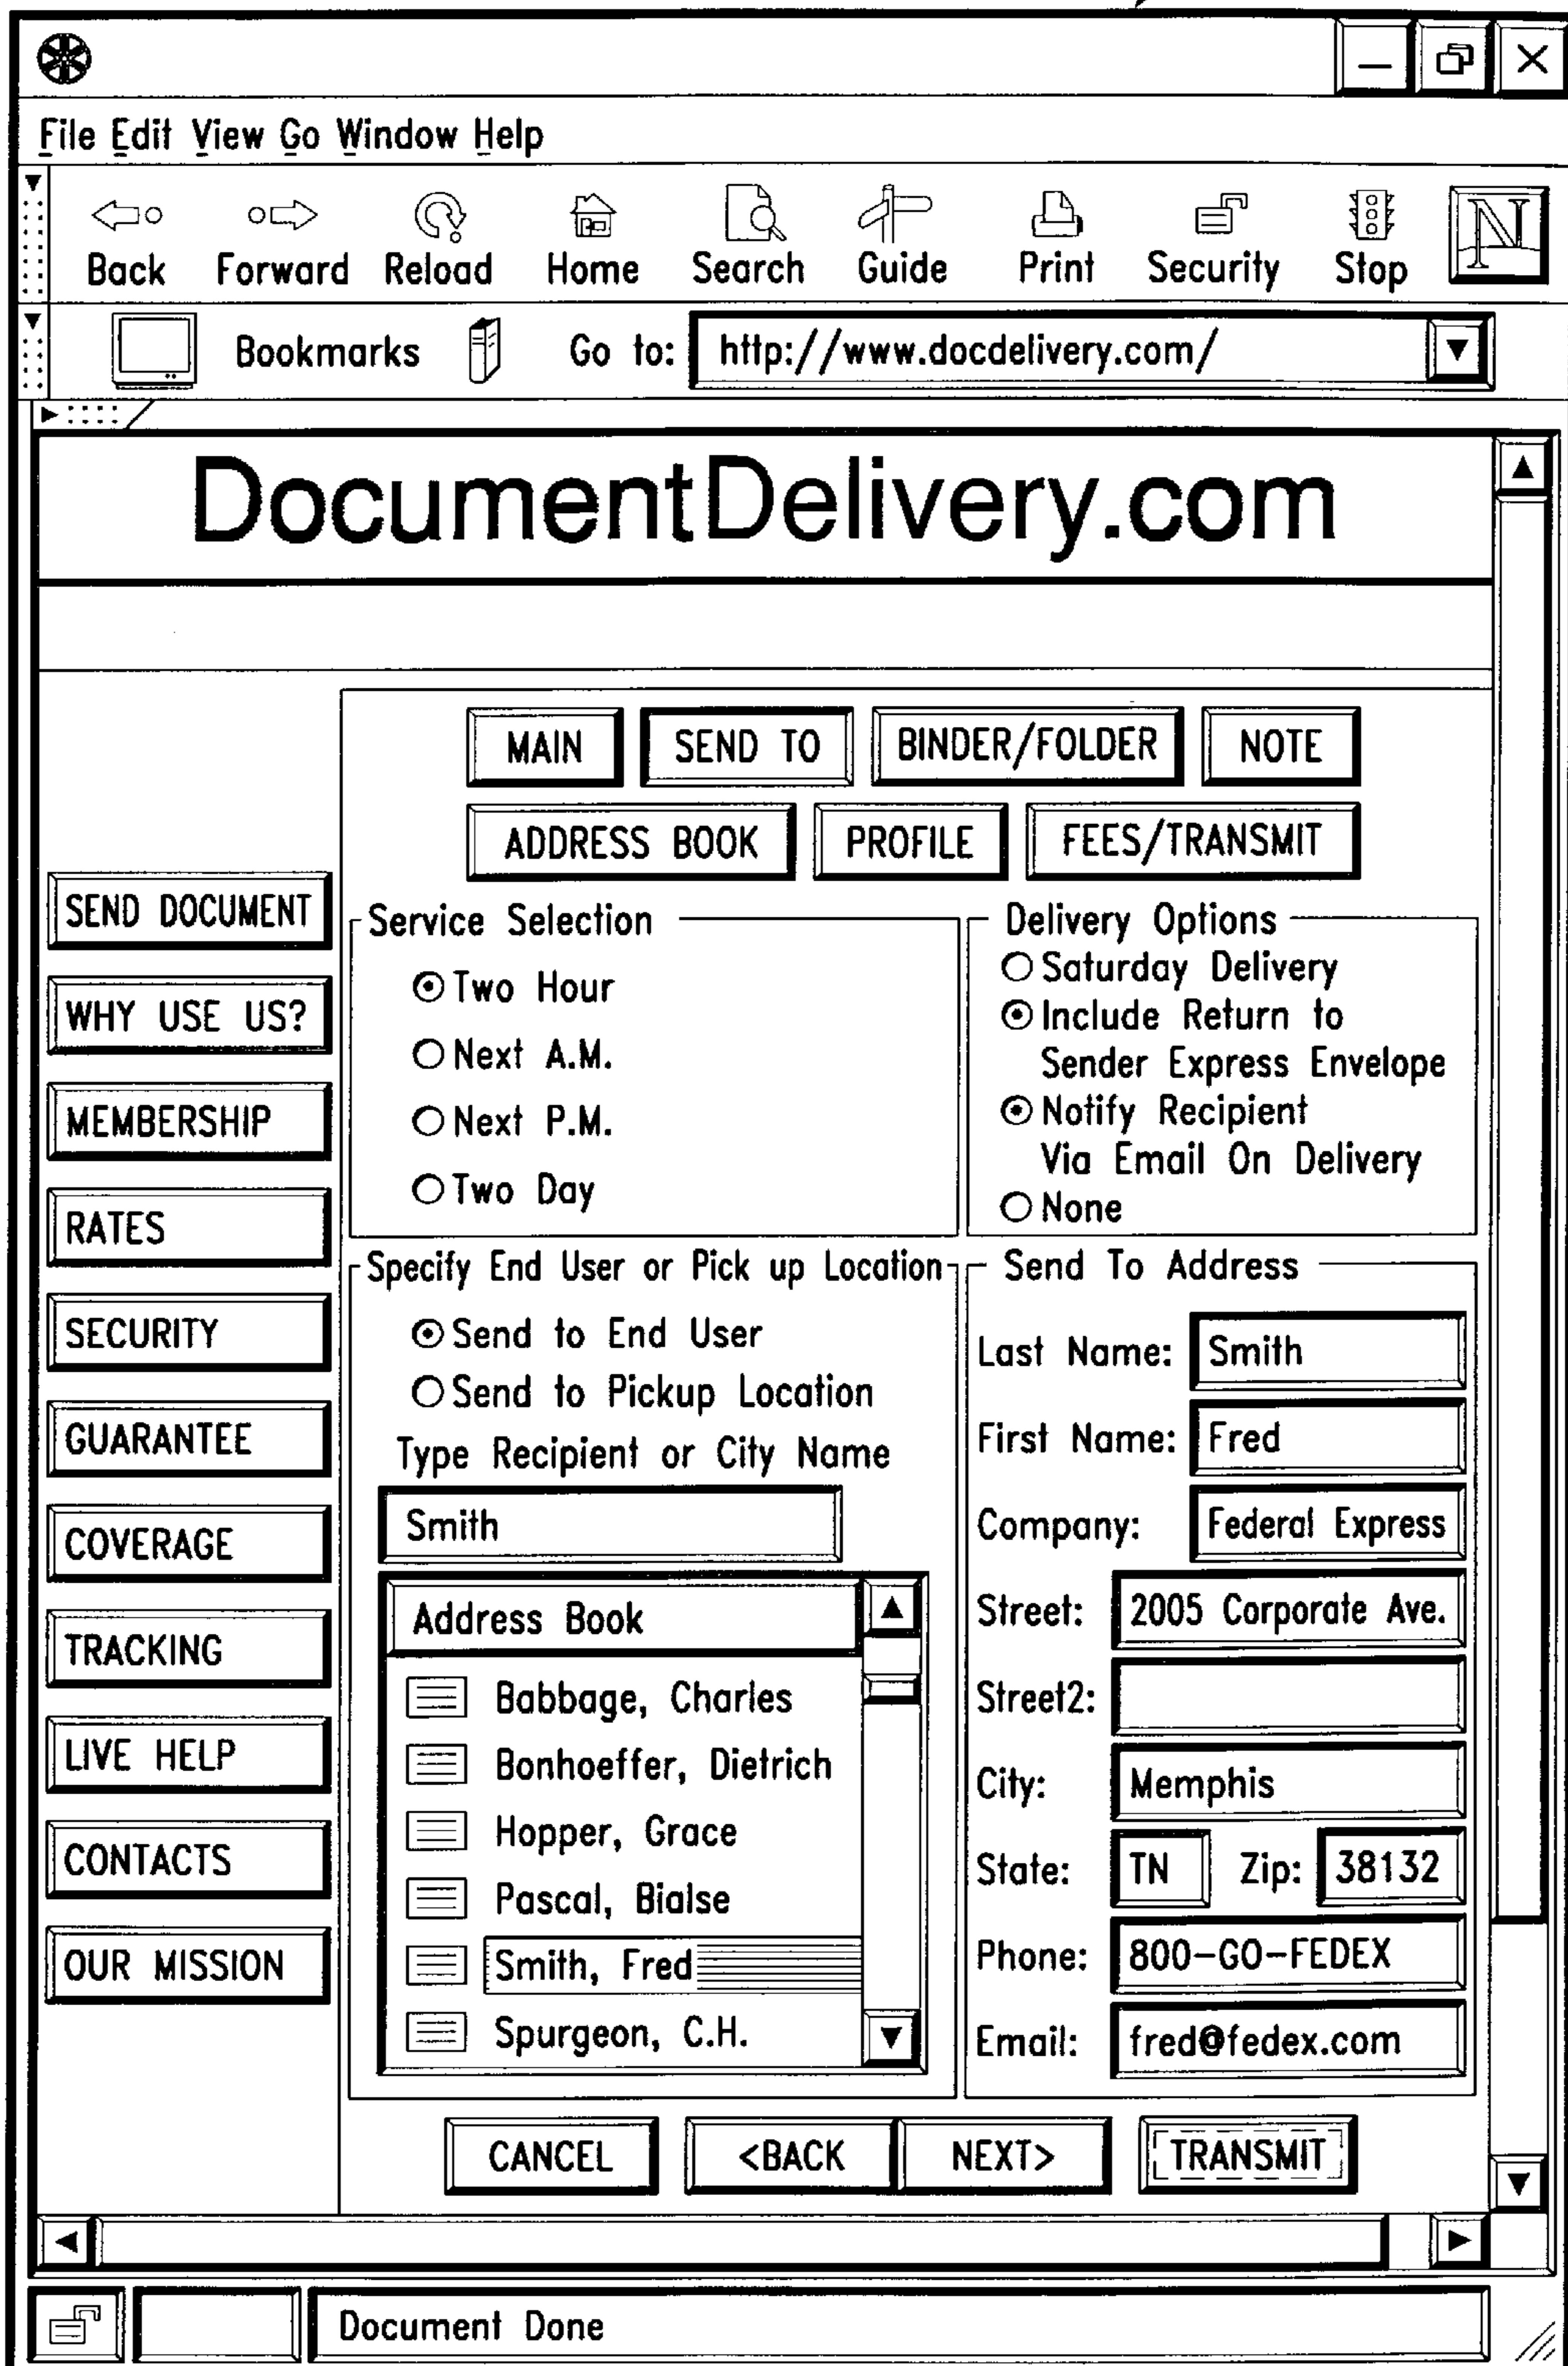 File Edit View Go Window Help
Back Forward Reload Home Search Guide Print Security Stop N
Bookmarks Go to: http://www.docdelivery.com/
DocumentDelivery.com
MAIN SEND TO BINDER/FOLDER NOTE
ADDRESS BOOK PROFILE FEES/TRANSMIT
SEND DOCUMENT
WHY USE US?
MEMBERSHIP
RATES
SECURITY
GUARANTEE
COVERAGE
TRACKING
LIVE HELP
CONTACTS
OUR MISSION
Service Selection
Two Hour
Next A.M.
Next P.M.
Two Day
Delivery Options
Saturday Delivery
Include Return to
Sender Express Envelope
Notify Recipient
Via Email On Delivery
None
Specify End User or Pick up Location
Send to End User
Send to Pickup Location
Type Recipient or City Name
Smith
Address Book
Babbage, Charles
Bonhoeffer, Dietrich
Hopper, Grace
Pascal, Bialse
Smith, Fred
Spurgeon, C.H.
Send To Address
Last Name: Smith
First Name: Fred
Company: Federal Express
Street: 2005 Corporate Ave.
Street2:
City: Memphis
State: TN Zip: 38132
Phone: 800-GO-FEDEX
Email: fred@fedex.com
CANCEL <BACK NEXT> TRANSMIT
Document Done